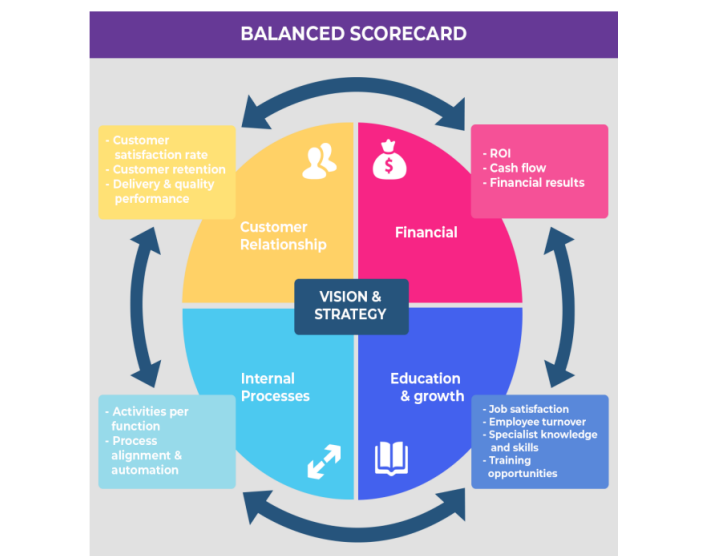 BALANCED SCORECARD
- Customer
satisfaction rate
- Customer retention
- Delivery & quality
performance
- ROI
- Cash flow
- Financial results
Customer
Relationship
$
Financial
VISION &
STRATEGY
Internal
Processes
Education
& growth
- Activities per
function
- Process
alignment &
automation
- Job satisfaction
- Employee turnover
- Specialist knowledge
and skills
- Training
opportunities